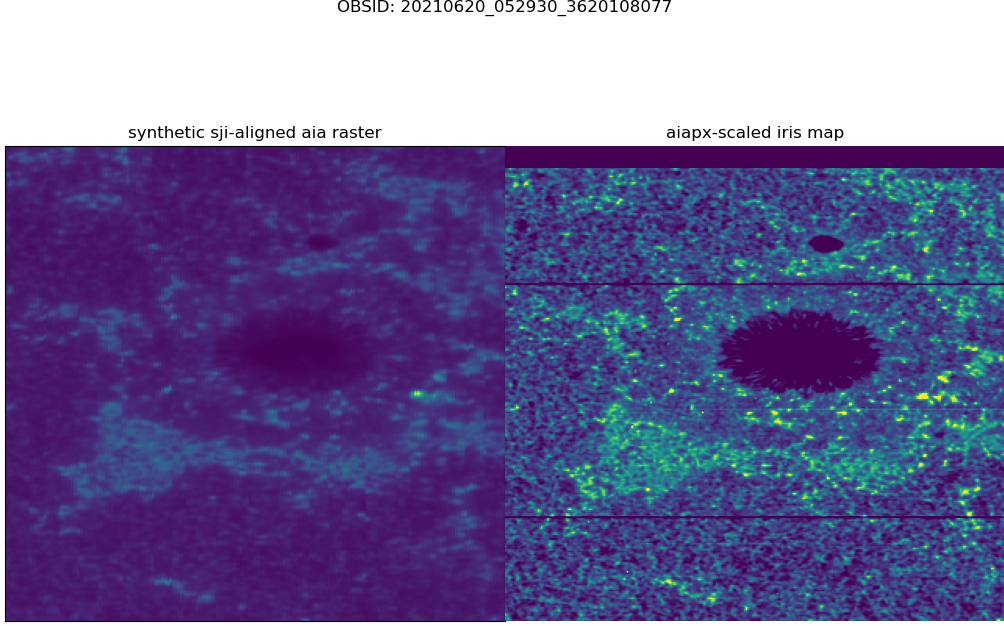 OBSID: 20210620_052930_3620108077
synthetic sji-aligned aia raster
aiapx-scaled iris map